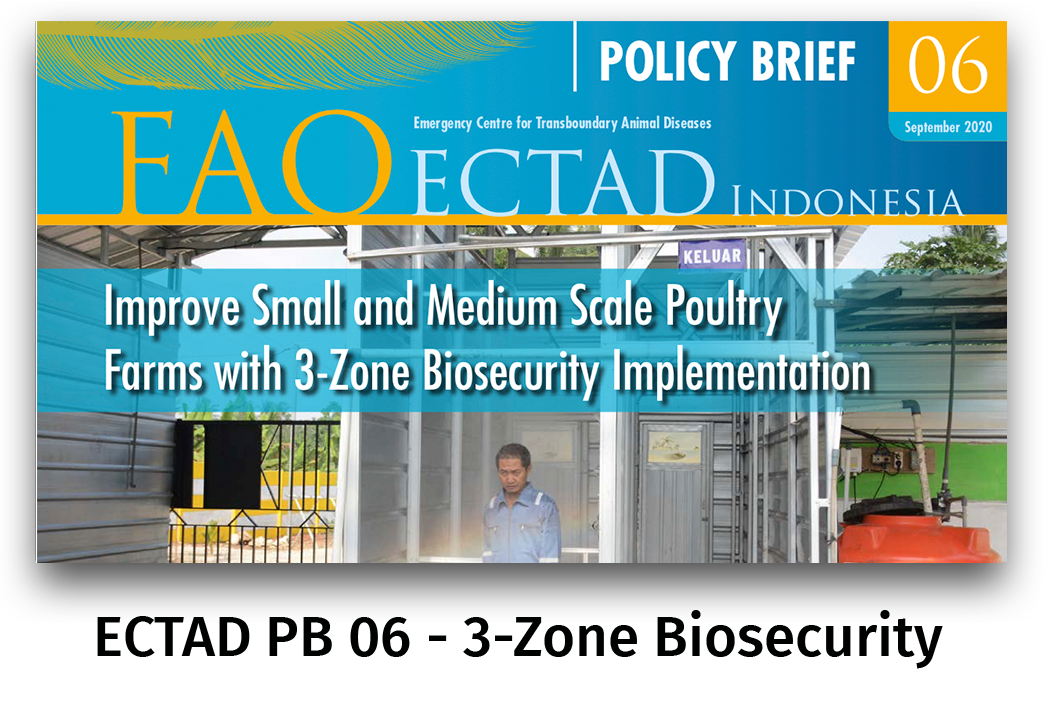 POLICY BRIEF
06
September 2020
Emergency Centre for Transboundary Animal Diseases
FAO ECTAD INDONESIA
KELUAR
Improve Small and Medium Scale Poultry
Farms with 3-Zone Biosecurity Implementation
ECTAD PB 06 - 3-Zone Biosecurity